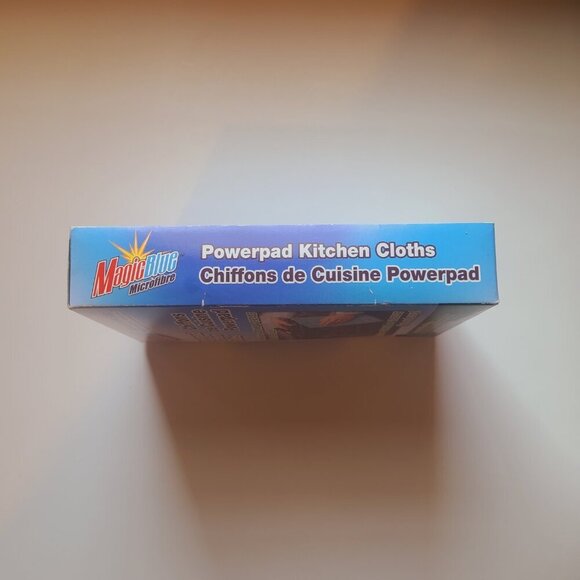 MagicBlue
Microfibre
Powerpad Kitchen Cloths
Chiffons de Cuisine Powerpad